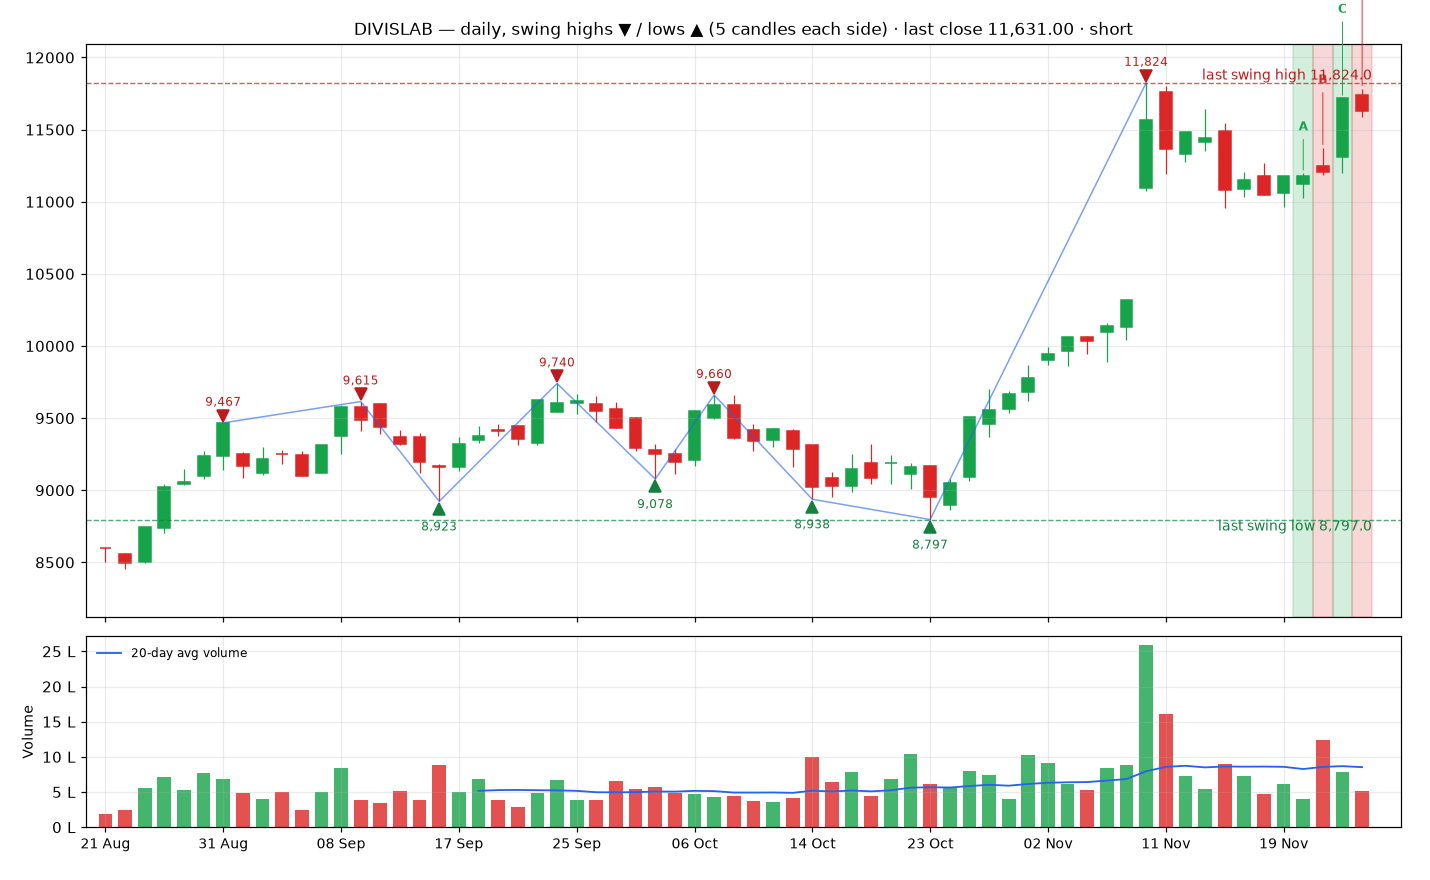 C
DIVISLAB — daily, swing highs ▼ / lows ▲ (5 candles each side) · last close 11,631.00 · short
12000
11,824
last swing high 11,824.0
B
11500
A
11000
10500
10000
9,740
9,660
9,615
9500
9,467
9,078
9000
8,923
8,938
last swing low 8,797.0
8,797
8500
25 L
20-day avg volume
20 L
15 L
Volume
10 L
5 L
0 L
21 Aug
31 Aug
08 Sep
17 Sep
25 Sep
06 Oct
14 Oct
23 Oct
02 Nov
11 Nov
19 Nov